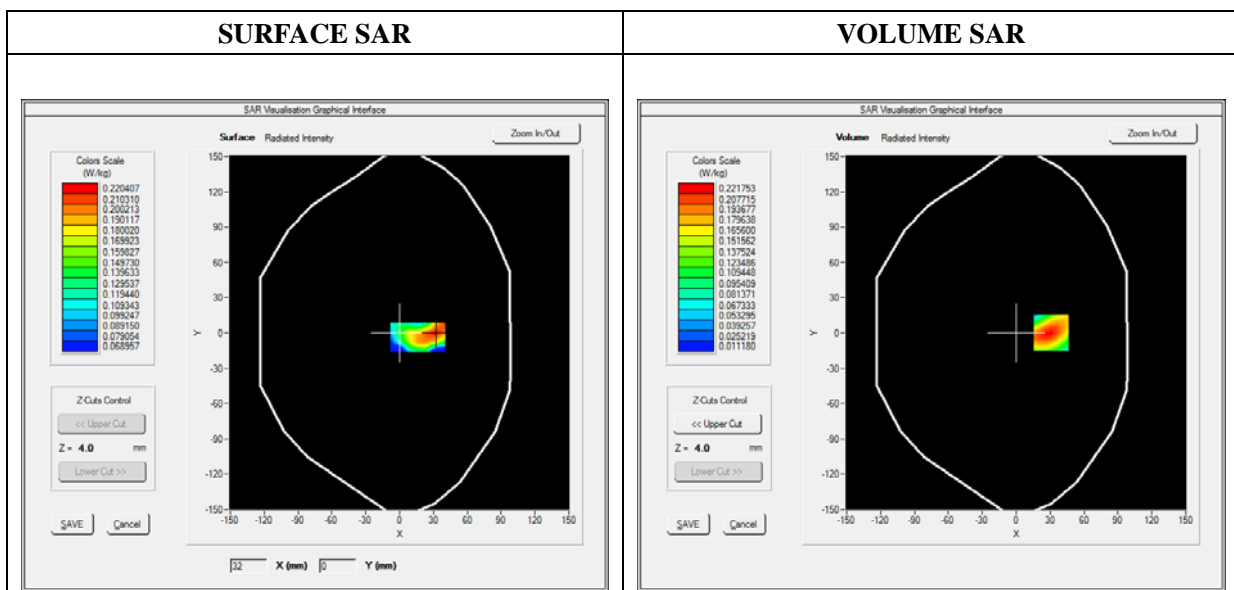 SURFACE SAR
VOLUME SAR
SAR Visualisation Graphical Interface
Surface Radiated Intensity
Zoom In/Out
Colors Scale
(W/kg)
0.220407
0.210310
0.200213
0.190117
0.180020
0.169923
0.159827
0.149730
0.139633
0.129537
0.119440
0.109343
0.099247
0.089150
0.079054
0.068957
Z-Cuts Control
<< Upper Cut
Z = 4.0 mm
Lower Cut >>
SAVE Cancel
150
120
90
60
30
0
-30
-60
-90
-120
-150
Y
-150 -120 -90 -60 -30 0 30 60 90 120 150
X
32 X (mm) 0 Y (mm)
SAR Visualisation Graphical Interface
Volume Radiated Intensity
Zoom In/Out
Colors Scale
(W/kg)
0.221753
0.207715
0.193677
0.179638
0.165600
0.151562
0.137524
0.123486
0.109448
0.095409
0.081371
0.067333
0.053295
0.039257
0.025219
0.011180
Z-Cuts Control
<< Upper Cut
Z = 4.0 mm
Lower Cut >>
SAVE Cancel
150
120
90
60
30
0
-30
-60
-90
-120
-150
Y
-150 -120 -90 -60 -30 0 30 60 90 120 150
X